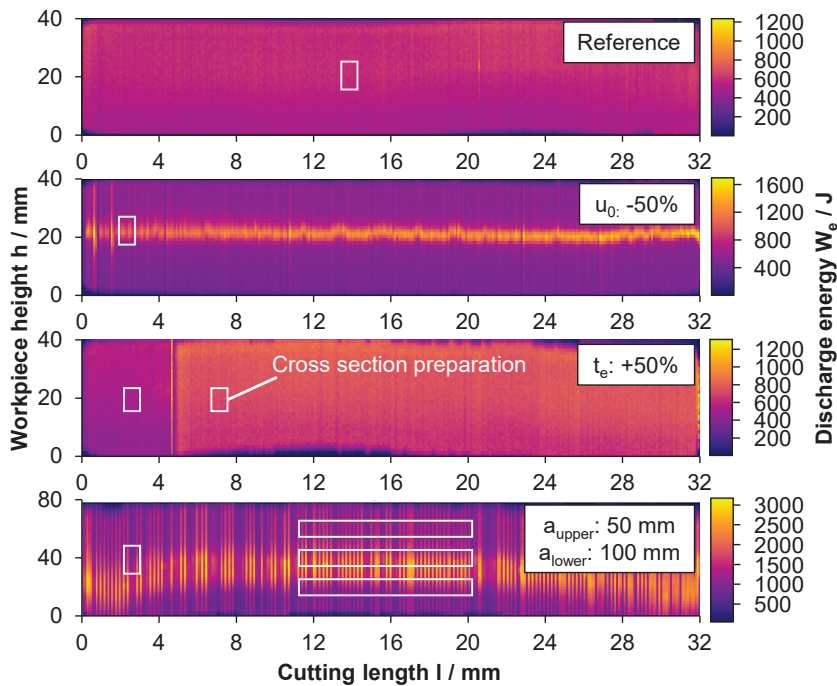 Workpiece height h / mm
40
20
0
Reference
1200
1000
800
600
400
200
0 4 8 12 16 20 24 28 32
40
20
0
u0: -50%
1600
1200
800
400
0 4 8 12 16 20 24 28 32
40
20
0
Cross section preparation
te: +50%
1200
1000
800
600
400
200
0
0 4 8 12 16 20 24 28 32
80
40
0
aupper: 50 mm
alower: 100 mm
3000
2500
2000
1500
1000
500
0 4 8 12 16 20 24 28 32
Cutting length l / mm
Discharge energy We / J